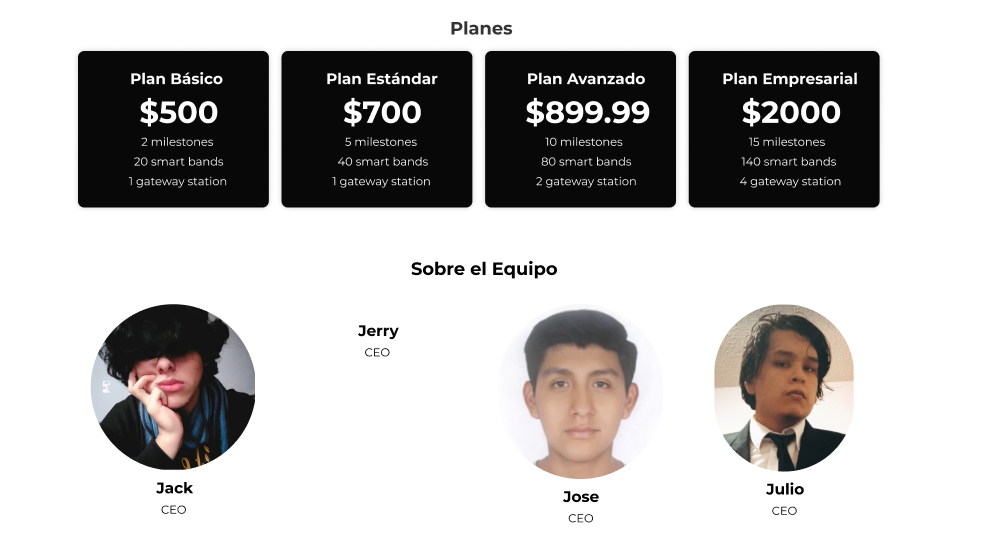 Planes
Plan Básico
$500
2 milestones
20 smart bands
1 gateway station
Plan Estándar
$700
5 milestones
40 smart bands
1 gateway station
Plan Avanzado
$899.99
10 milestones
80 smart bands
2 gateway station
Plan Empresarial
$2000
15 milestones
140 smart bands
4 gateway station
Sobre el Equipo
Jack
CEO
Jerry
CEO
Jose
CEO
Julio
CEO